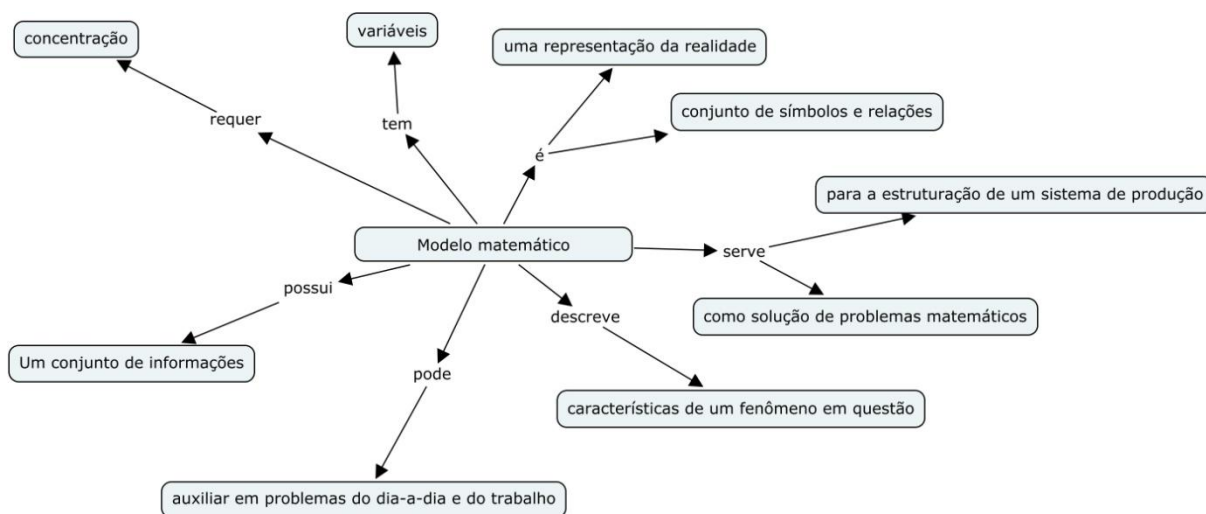 variáveis
concentração
uma representação da realidade
conjunto de símbolos e relações
requer
tem
é
para a estruturação de um sistema de produção
Modelo matemático
serve
possui
descreve
como solução de problemas matemáticos
Um conjunto de informações
pode
características de um fenômeno em questão
auxiliar em problemas do dia-a-dia e do trabalho